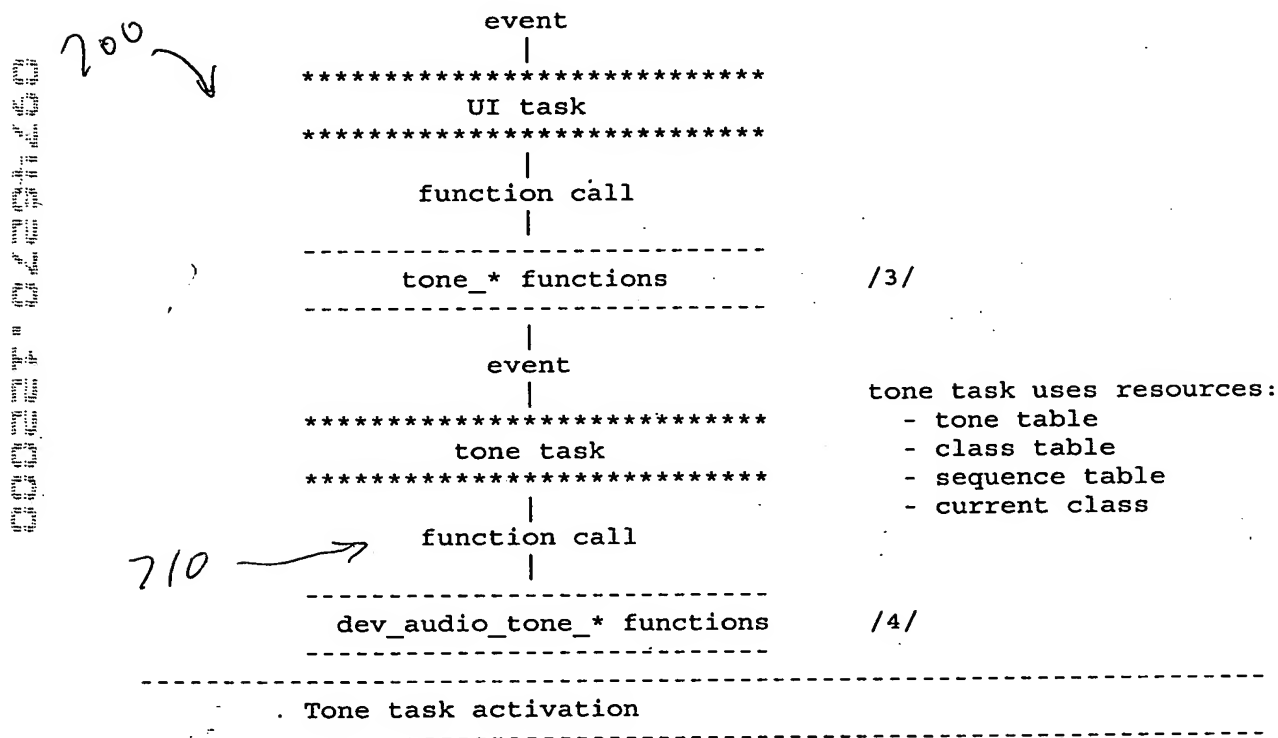 700
event
|
****************************
UI task
****************************
|
function call
|
----------------------------
tone_* functions /3/
----------------------------
|
event
|
tone task uses resources:
****************************
- tone table
tone task
- class table
****************************
- sequence table
|
- current class
function call
710
|
----------------------------
dev_audio_tone_* functions /4/
----------------------------
--------------------------------------------------------------------
. Tone task activation
--------------------------------------------------------------------